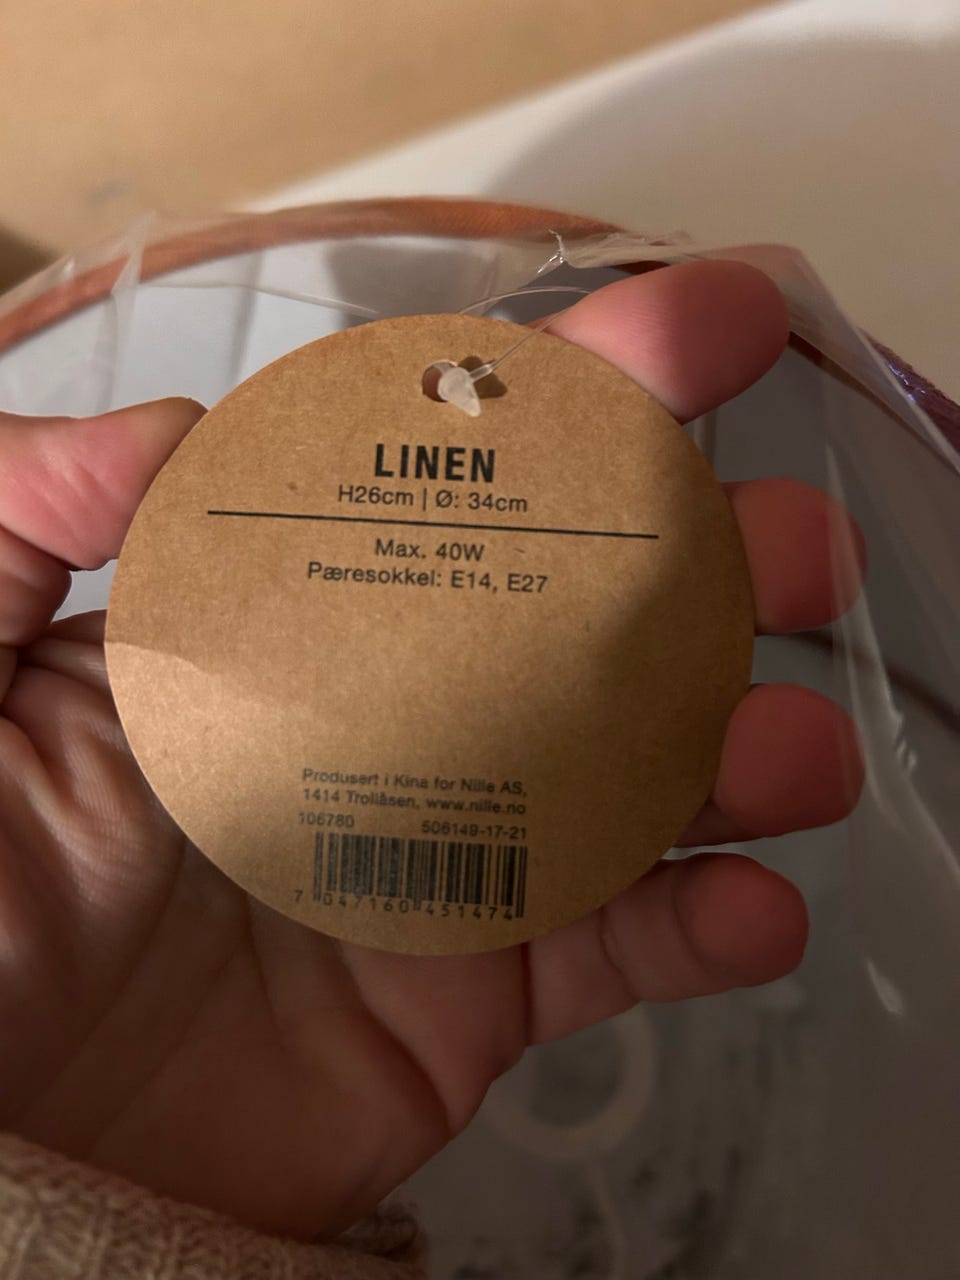 LINEN
H26cm | Ø: 34cm
Max. 40W
Pæresokkel: E14, E27
Produsert i Kina for Nille AS,
1414 Trollåsen, www.nille.no
106780 506149-17-21
7 047160 451474